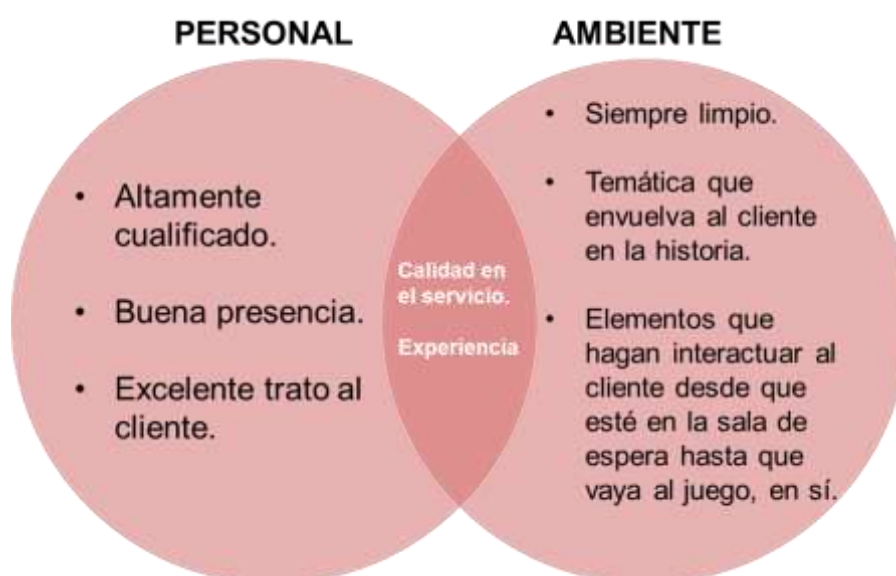 PERSONAL
AMBIENTE
• Altamente
cualificado.
• Buena presencia.
• Excelente trato al
cliente.
Calidad en
el servicio.
Experiencia
• Siempre limpio.
• Temática que
envuelva al cliente
en la historia.
• Elementos que
hagan interactuar al
cliente desde que
esté en la sala de
espera hasta que
vaya al juego, en sí.